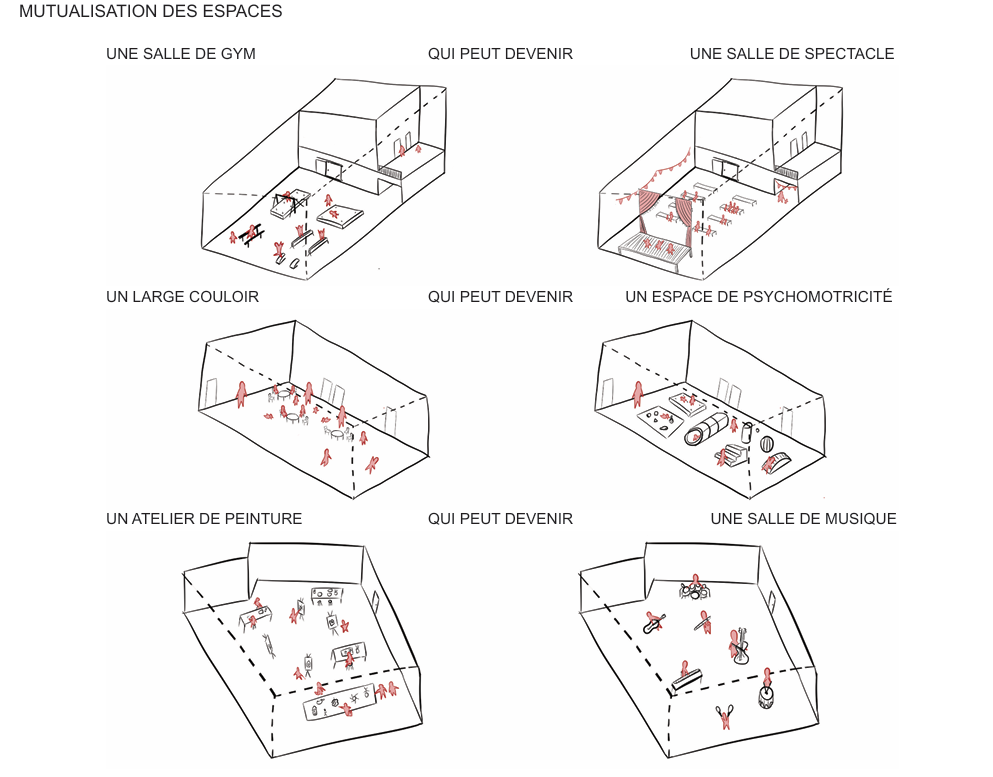 MUTUALISATION DES ESPACES
UNE SALLE DE GYM QUI PEUT DEVENIR UNE SALLE DE SPECTACLE
UN LARGE COULOIR QUI PEUT DEVENIR UN ESPACE DE PSYCHOMOTRICITÉ
UN ATELIER DE PEINTURE QUI PEUT DEVENIR UNE SALLE DE MUSIQUE